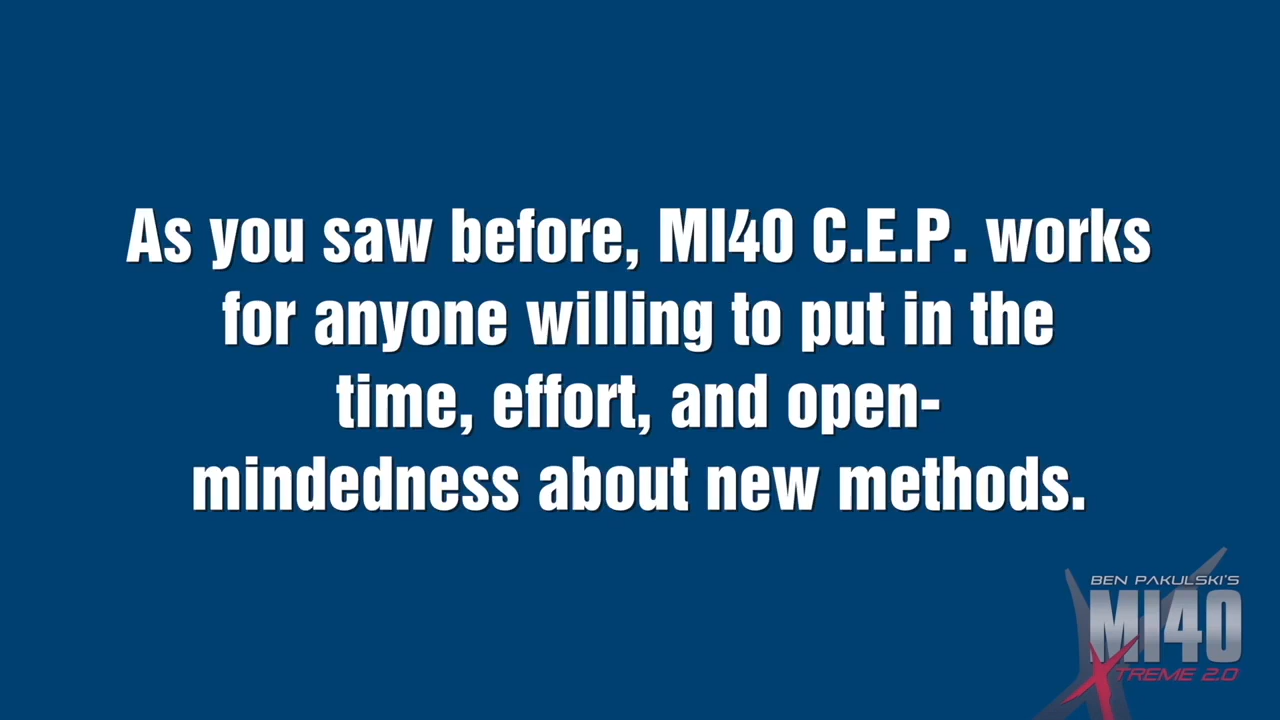 As you saw before, MI40 C.E.P. works
for anyone willing to put in the
time, effort, and open-
mindedness about new methods.
BEN PAKULSKI'S
MI40
XTREME 2.0